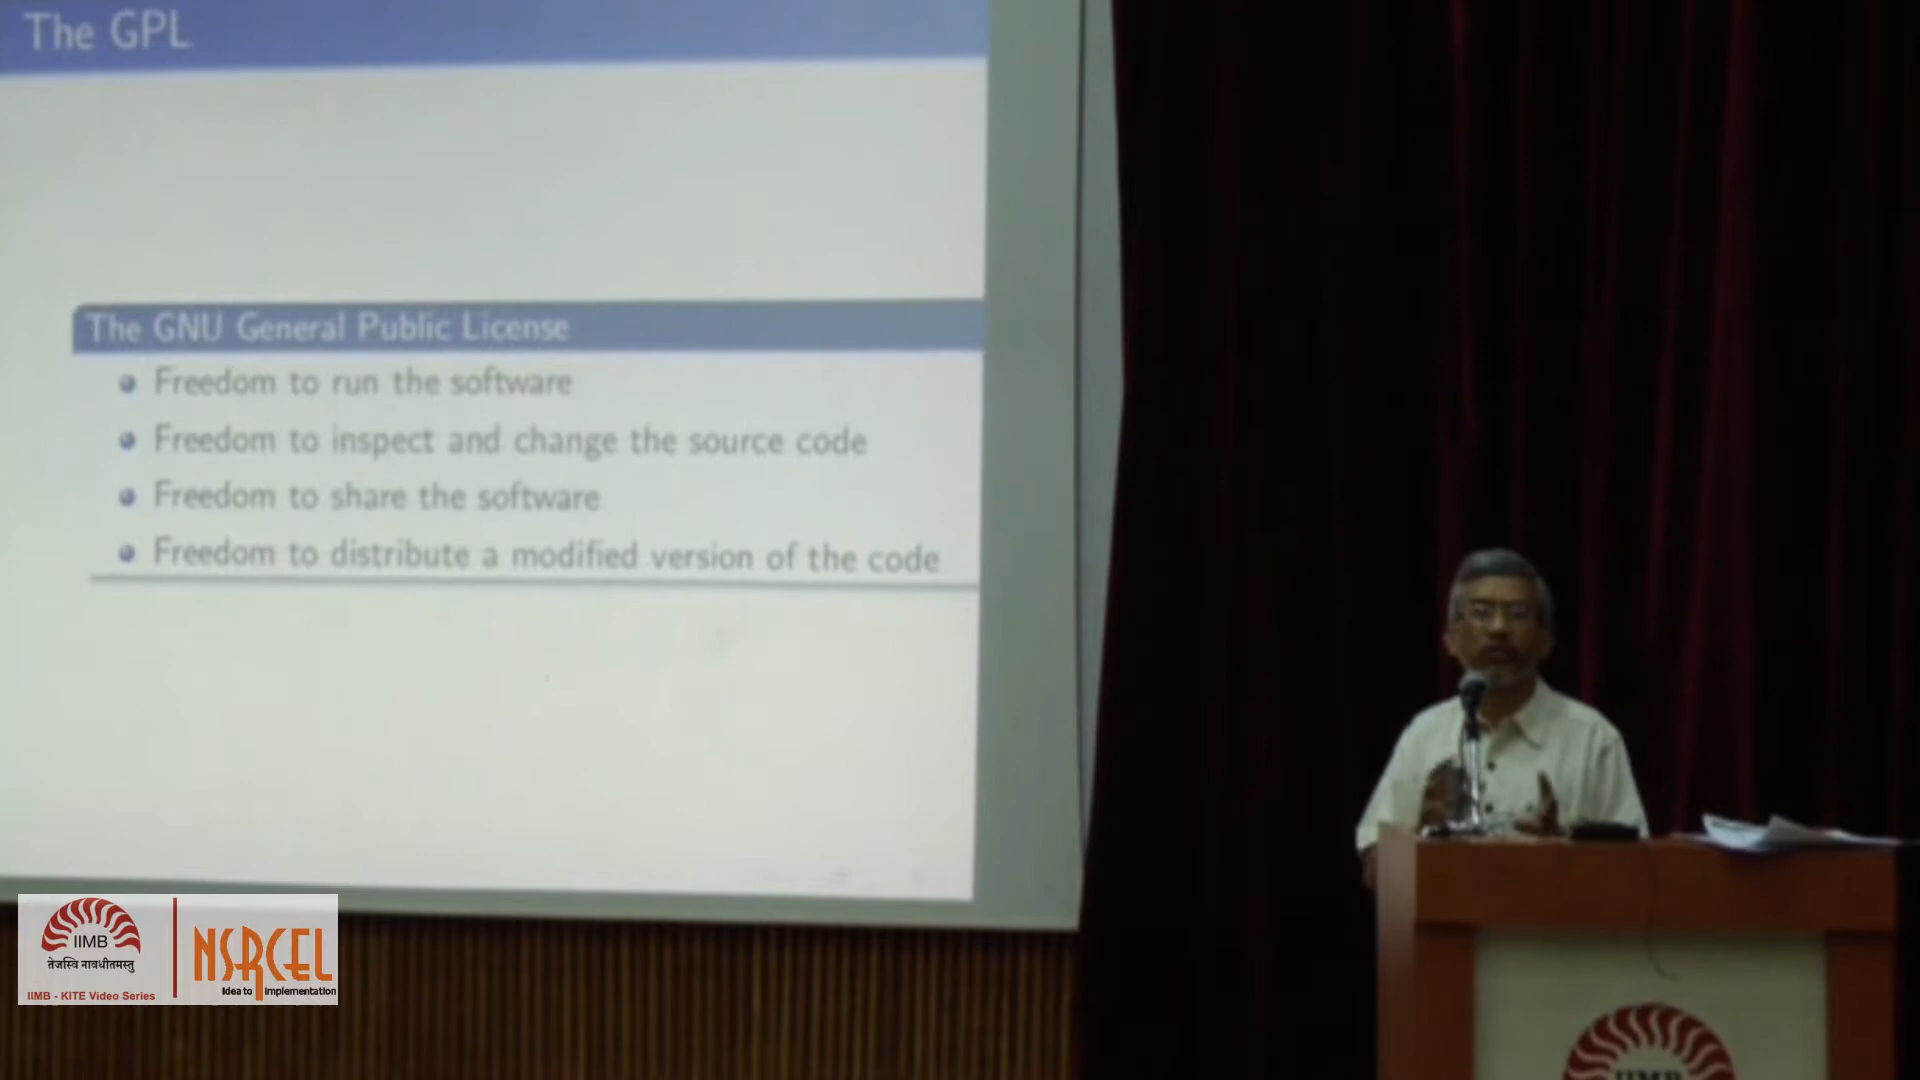 The GPL
The GNU General Public License
Freedom to run the software
Freedom to inspect and change the source code
Freedom to share the software
Freedom to distribute a modified version of the code
IIMB
तेजस्वि नावधीतमस्तु
IIMB - KITE Video Series
NSRCEL
Idea to Implementation
IIMB